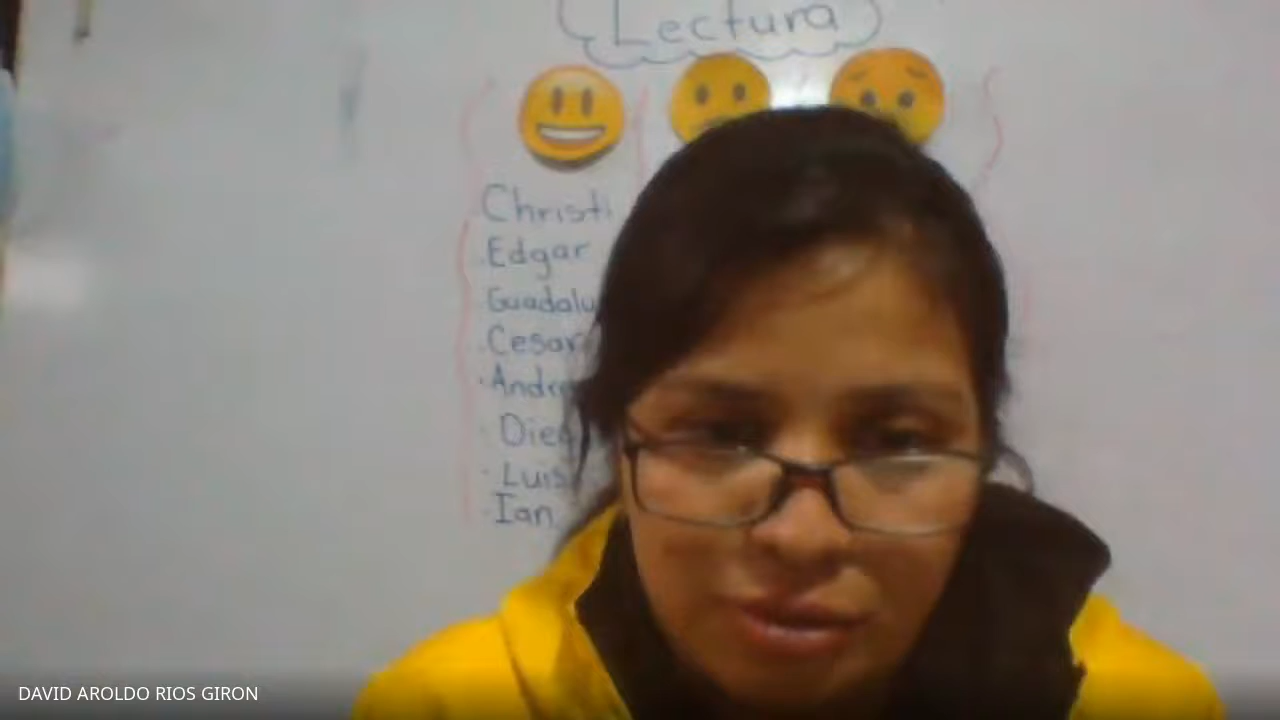 Lectura
Christi
Edgar
Guadalu
Cesar
Andre
Dieg
Luis
Ian
DAVID AROLDO RIOS GIRON